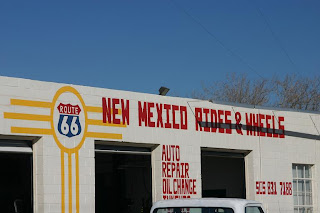 ROUTE
66
NEW MEXICO RIDES & WHEELS
AUTO
REPAIR
OIL CHANGE